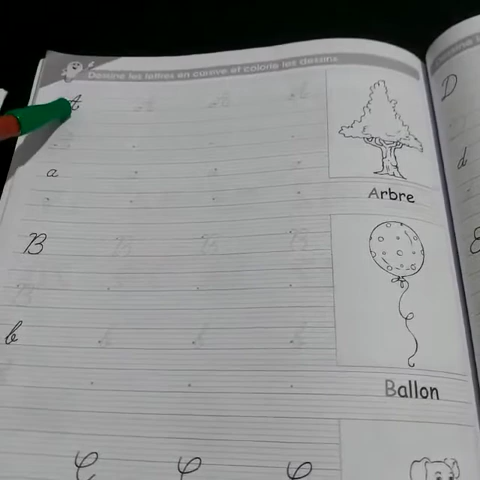 Dessine les lettres en cursive et colorie les dessins
A
a
Arbre
B
b
Ballon
C C C
D
d